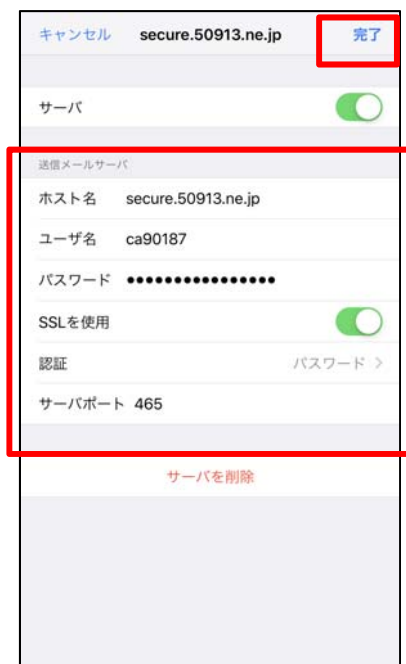 キャンセル secure.50913.ne.jp 完了
サーバ
送信メールサーバ
ホスト名 secure.50913.ne.jp
ユーザ名 ca90187
パスワード ●●●●●●●●●●●●●●●●
SSLを使用
認証 パスワード >
サーバポート 465
サーバを削除